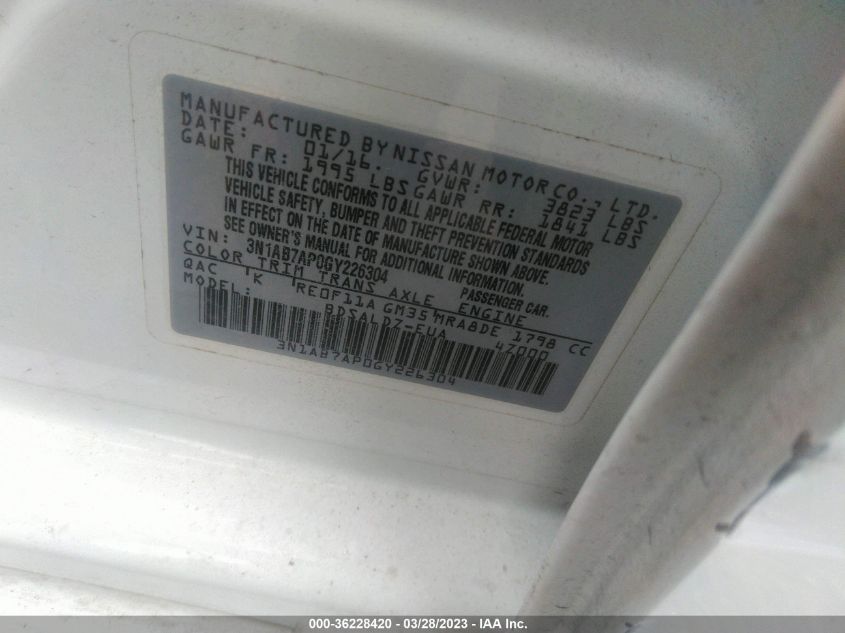 MANUFACTURED BY NISSAN MOTOR CO., LTD.
DATE: 01/16. GVWR: 3823 LBS
GAWR FR: 1995 LBS GAWR RR: 1841 LBS
THIS VEHICLE CONFORMS TO ALL APPLICABLE FEDERAL MOTOR
VEHICLE SAFETY, BUMPER AND THEFT PREVENTION STANDARDS
IN EFFECT ON THE DATE OF MANUFACTURE SHOWN ABOVE.
SEE OWNER'S MANUAL FOR ADDITIONAL INFORMATION.
VIN: 3N1AB7AP0GY226304 PASSENGER CAR.
COLOR TRIM TRANS AXLE ENGINE
QAC K RE0F11A GM35 MRA8DE 1798 CC
MODEL: BDSALDZ-EUA 4Z000
3N1AB7AP0GY226304
000-36228420 - 03/28/2023 - IAA Inc.